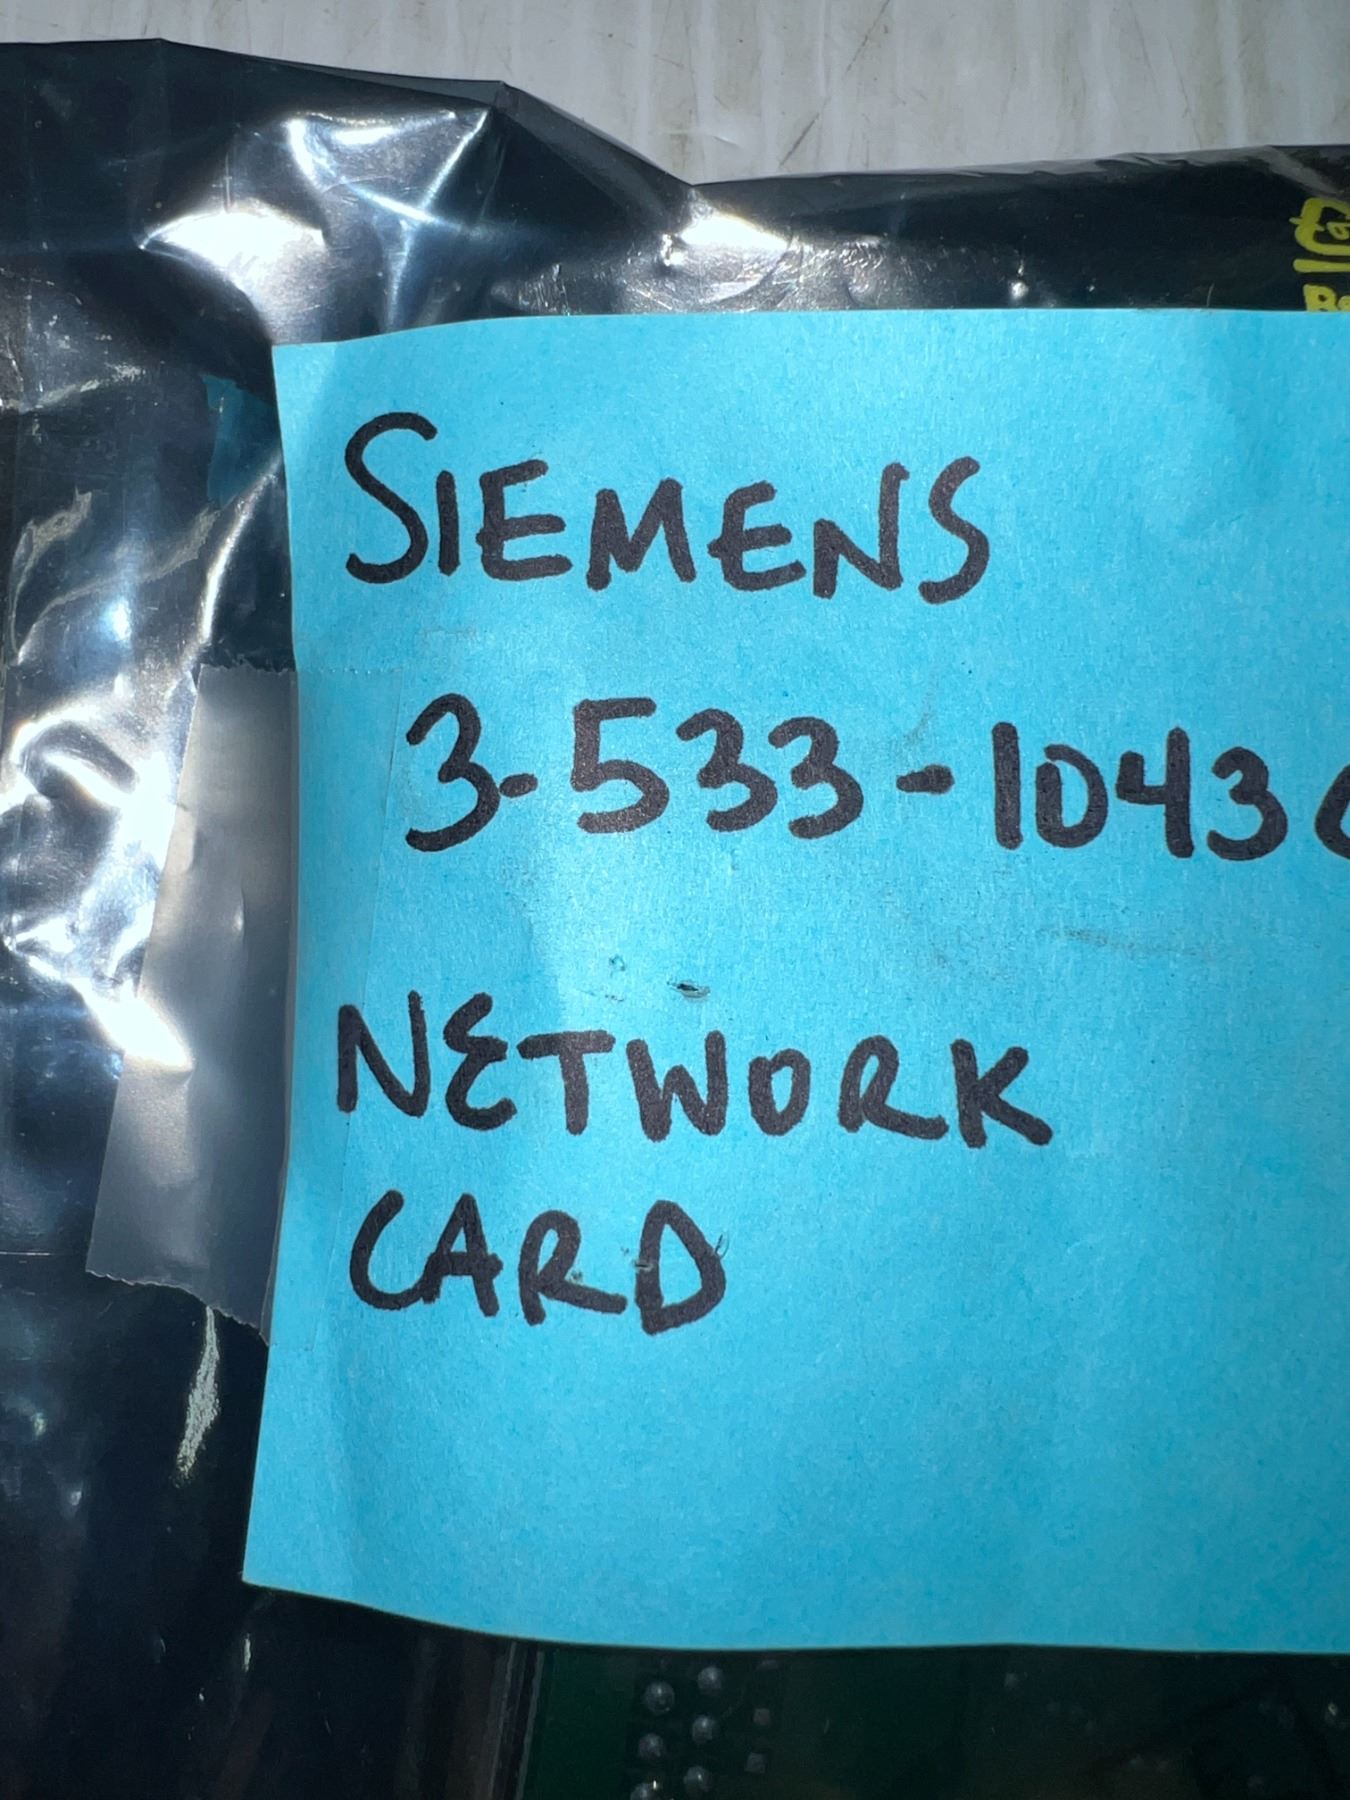 SIEMENS
3-533-1043
NETWORK
CARD